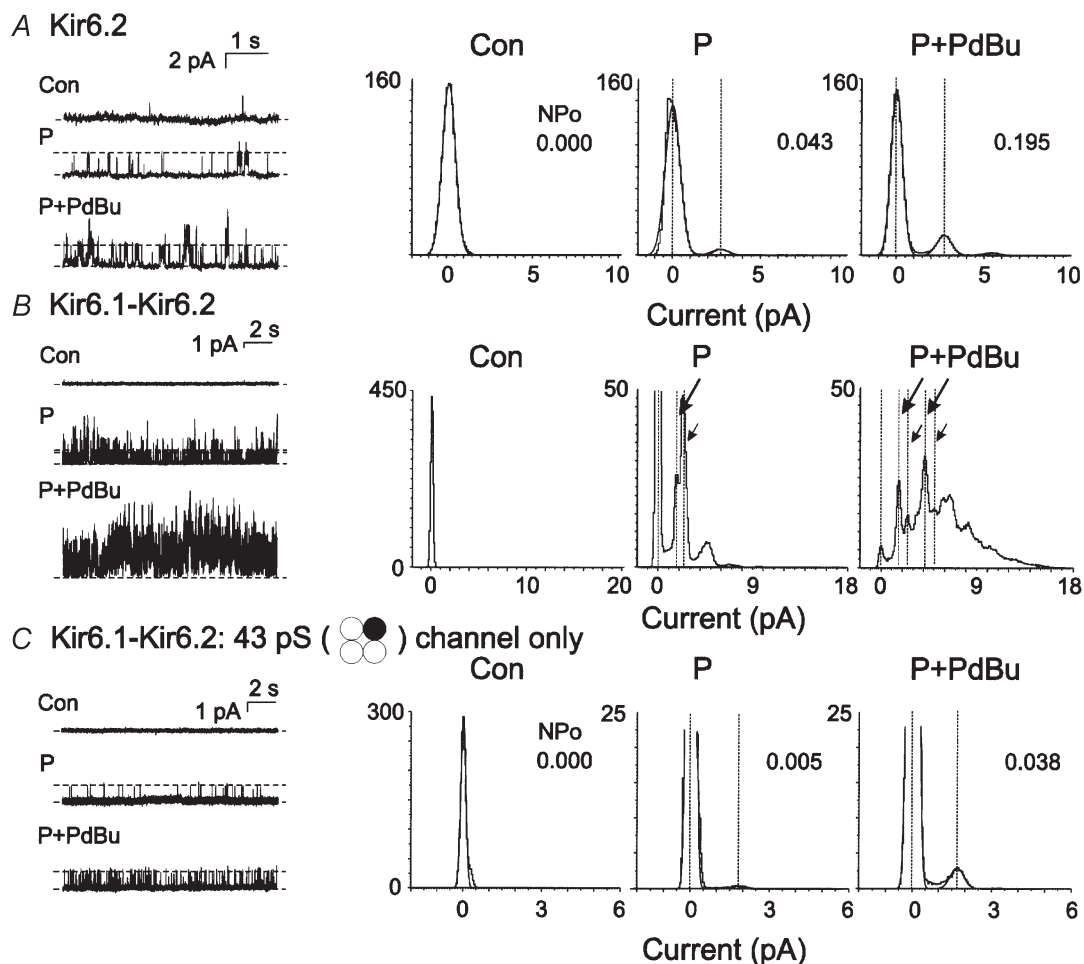 A Kir6.2
1 s
2 pA
Con
P
P+PdBu
Con P P+PdBu
160 160 160
NPo
0.000 0.043 0.195
0 5 10 0 5 10 0 5 10
Current (pA)
B Kir6.1-Kir6.2
2 s
1 pA
Con
P
P+PdBu
Con P P+PdBu
450 50 50
0
0 10 20 0 9 18 0 9 18
Current (pA)
C Kir6.1-Kir6.2: 43 pS ( ) channel only
2 s
1 pA
Con
P
P+PdBu
Con P P+PdBu
300 25 25
NPo
0.000 0.005 0.038
0
0 3 6 0 3 6 0 3 6
Current (pA)